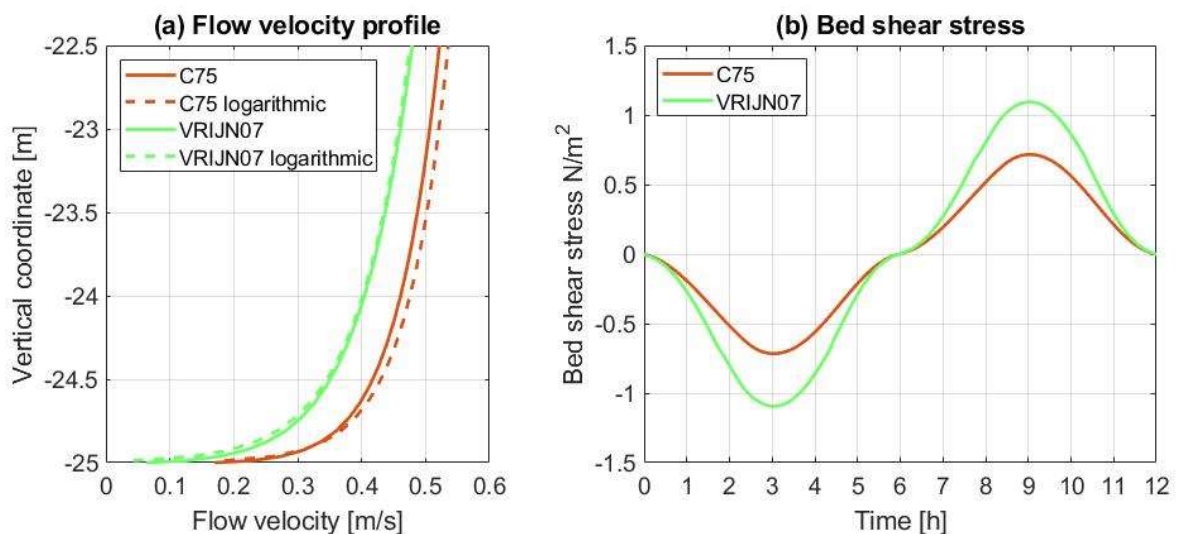 (a) Flow velocity profile
-22.5
-23
-23.5
-24
-24.5
-25
Vertical coordinate [m]
C75
C75 logarithmic
VRIJN07
VRIJN07 logarithmic
0 0.1 0.2 0.3 0.4 0.5 0.6
Flow velocity [m/s]
(b) Bed shear stress
1.5
1
0.5
0
-0.5
-1
-1.5
Bed shear stress N/m²
C75
VRIJN07
0 1 2 3 4 5 6 7 8 9 10 11 12
Time [h]